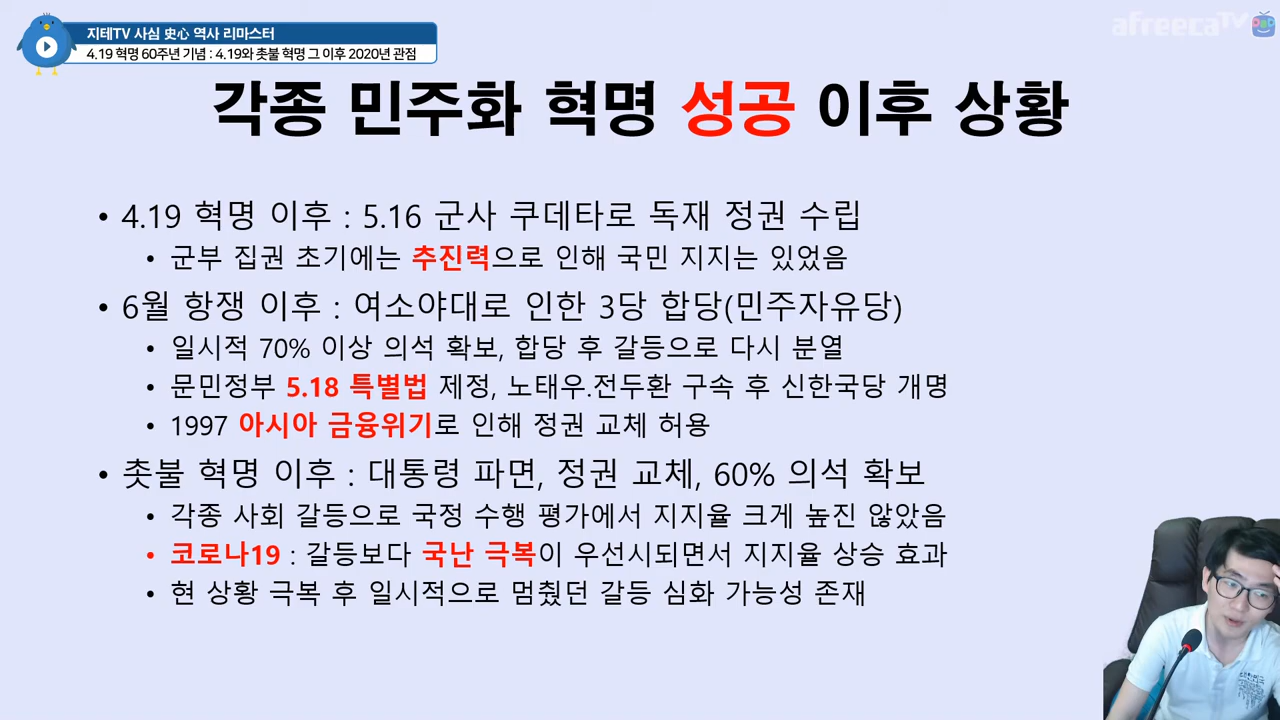 지테TV 사심 史心 역사 리마스터
4.19 혁명 60주년 기념 : 4.19와 촛불 혁명 그 이후 2020년 관점
afreecaTV
각종 민주화 혁명 성공 이후 상황
• 4.19 혁명 이후 : 5.16 군사 쿠데타로 독재 정권 수립
• 군부 집권 초기에는 추진력으로 인해 국민 지지는 있었음
• 6월 항쟁 이후 : 여소야대로 인한 3당 합당(민주자유당)
• 일시적 70% 이상 의석 확보, 합당 후 갈등으로 다시 분열
• 문민정부 5.18 특별법 제정, 노태우.전두환 구속 후 신한국당 개명
• 1997 아시아 금융위기로 인해 정권 교체 허용
• 촛불 혁명 이후 : 대통령 파면, 정권 교체, 60% 의석 확보
• 각종 사회 갈등으로 국정 수행 평가에서 지지율 크게 높진 않았음
• 코로나19 : 갈등보다 국난 극복이 우선시되면서 지지율 상승 효과
• 현 상황 극복 후 일시적으로 멈췄던 갈등 심화 가능성 존재